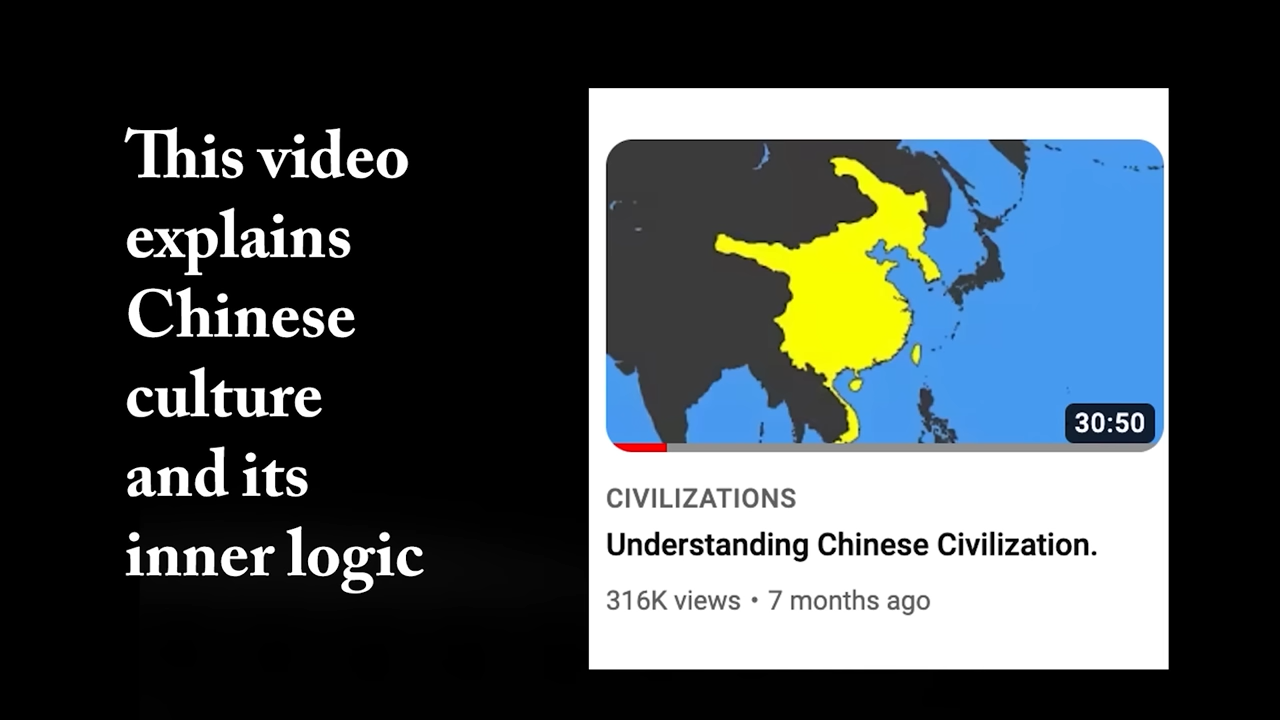 This video
explains
Chinese
culture
and its
inner logic
30:50
CIVILIZATIONS
Understanding Chinese Civilization.
316K views • 7 months ago